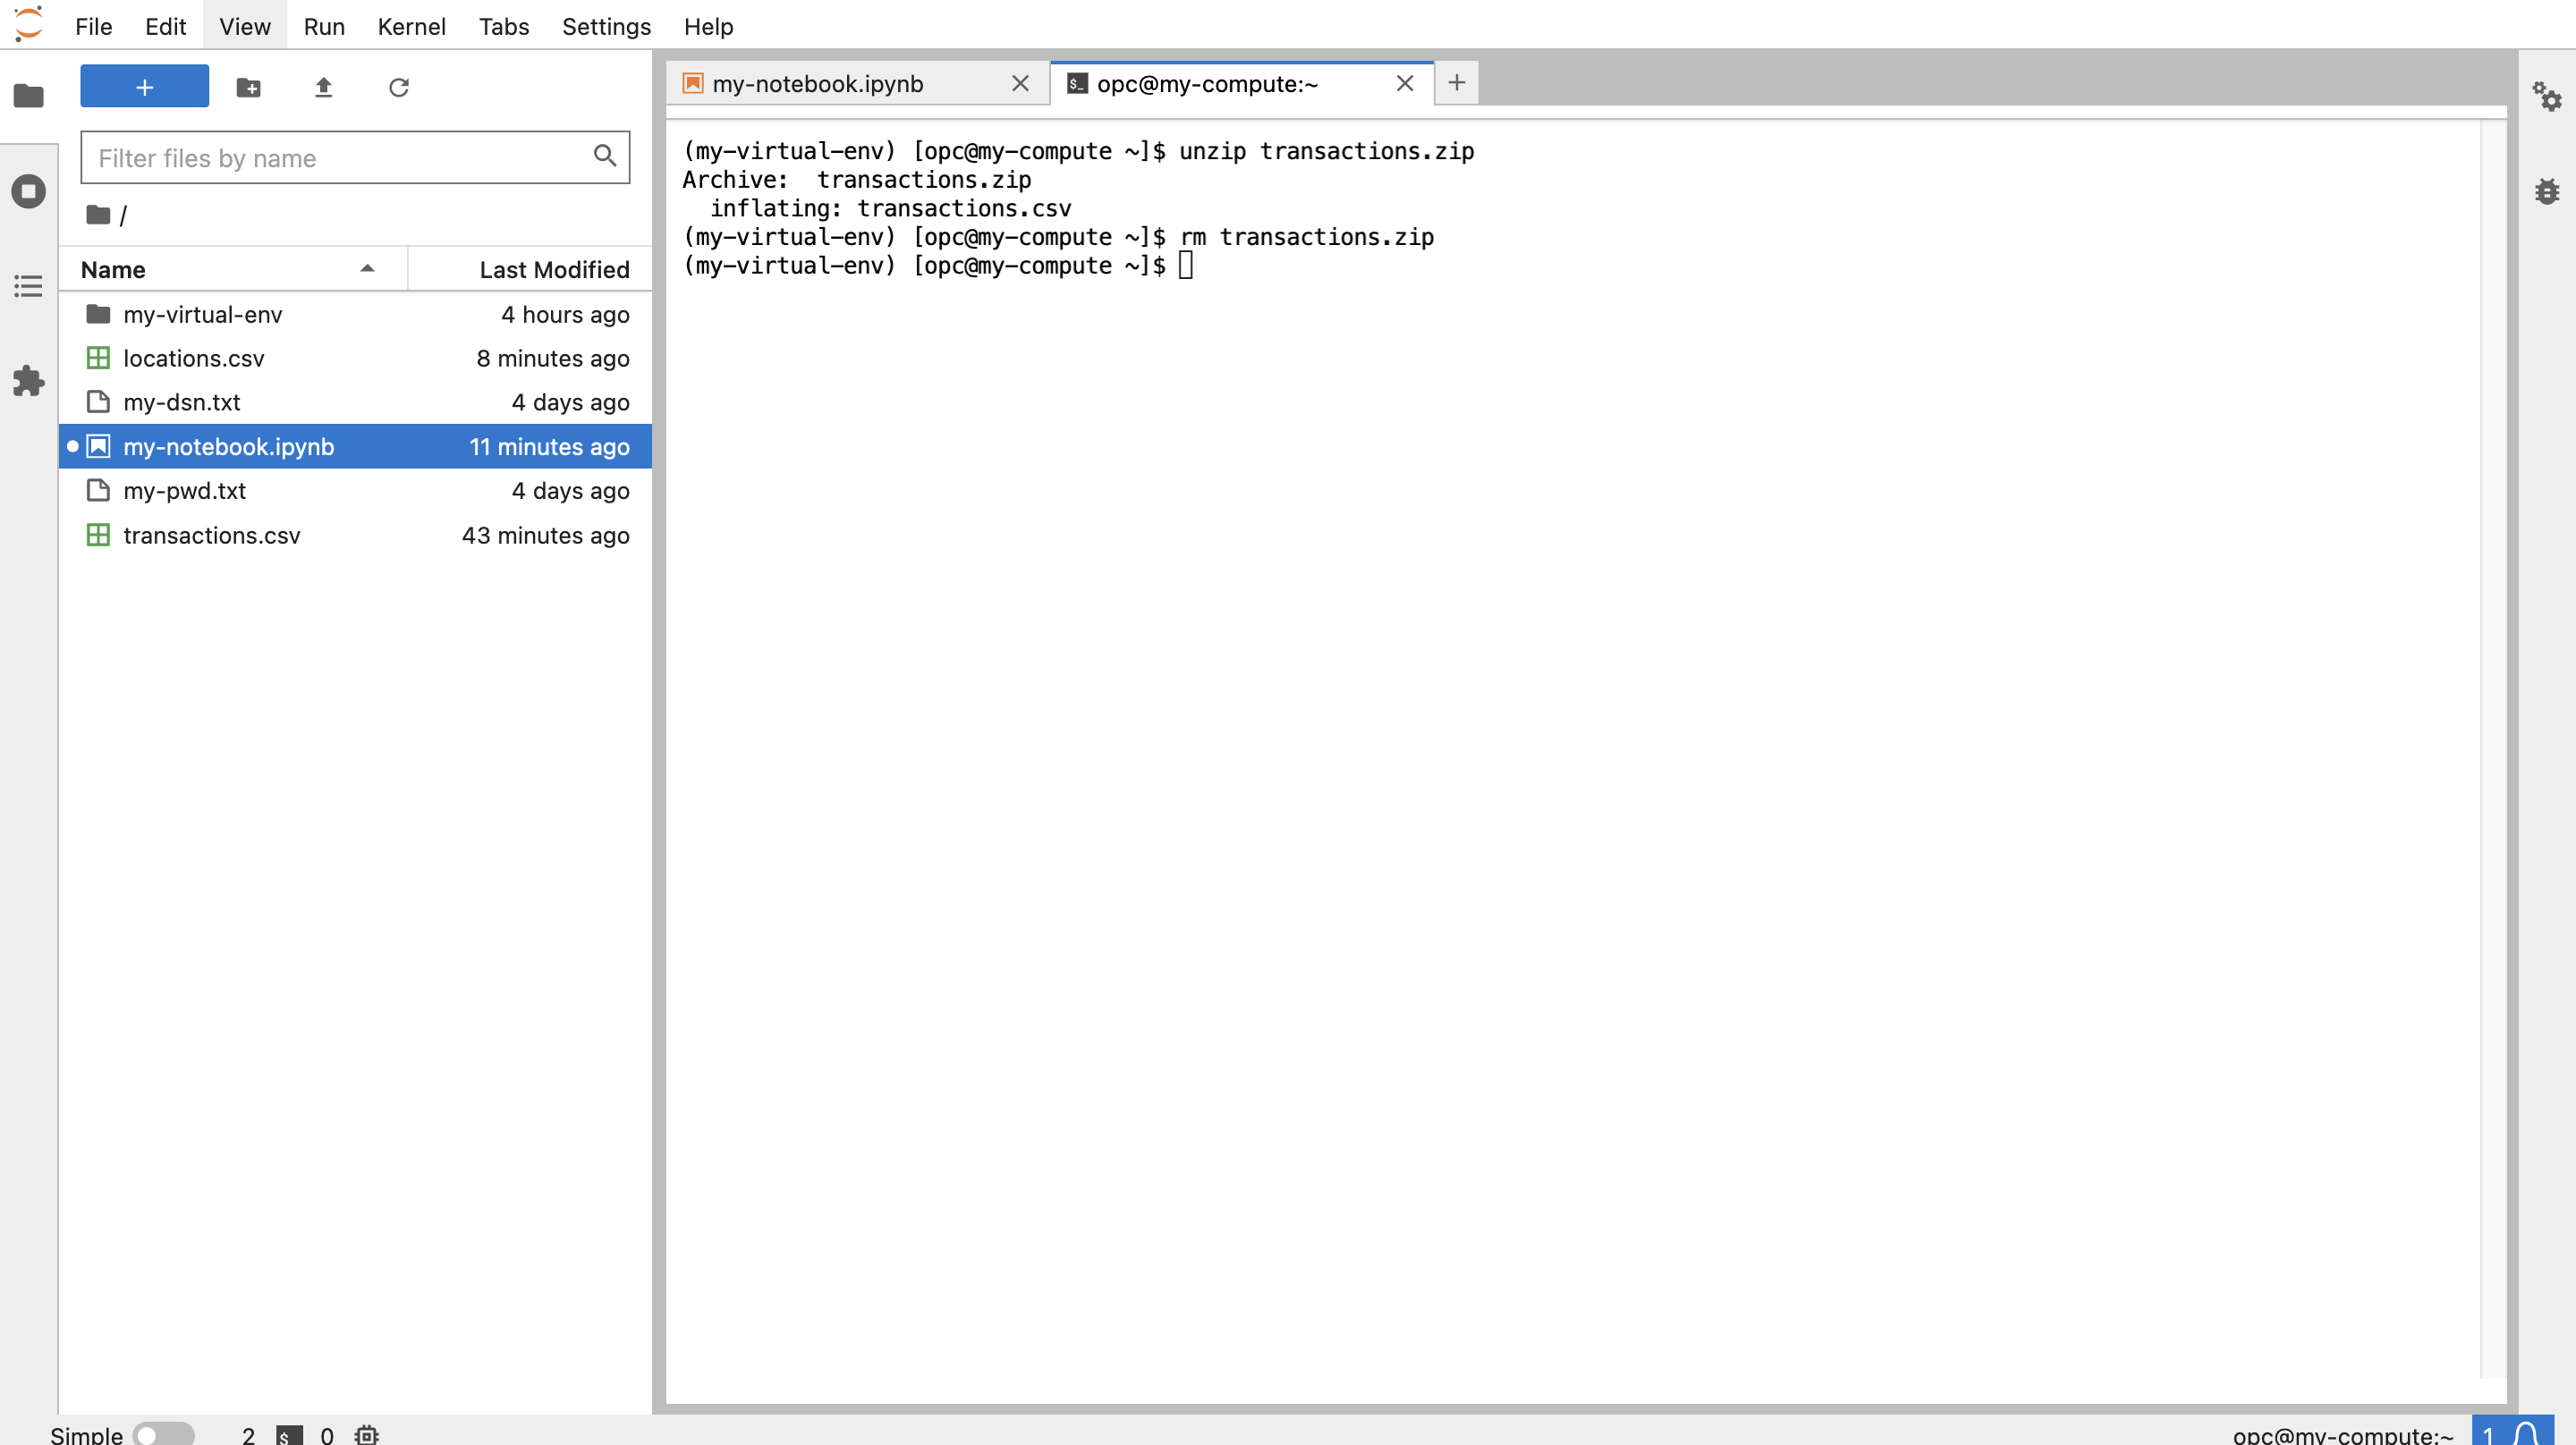 File Edit View Run Kernel Tabs Settings Help
+
my-notebook.ipynb
opc@my-compute:~
+
Filter files by name
/
Name Last Modified
my-virtual-env 4 hours ago
locations.csv 8 minutes ago
my-dsn.txt 4 days ago
my-notebook.ipynb 11 minutes ago
my-pwd.txt 4 days ago
transactions.csv 43 minutes ago
(my-virtual-env) [opc@my-compute ~]$ unzip transactions.zip
Archive:  transactions.zip
  inflating: transactions.csv
(my-virtual-env) [opc@my-compute ~]$ rm transactions.zip
(my-virtual-env) [opc@my-compute ~]$
Simple 2 $ 0 opc@my-compute:~ 1